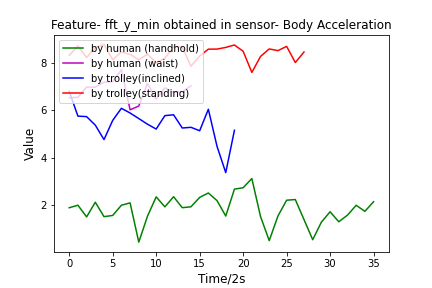 Feature- fft_y_min obtained in sensor- Body Acceleration
by human (handhold)
by human (waist)
by trolley(inclined)
by trolley(standing)
Value
8
6
4
2
0
5
10
15
20
25
30
35
Time/2s